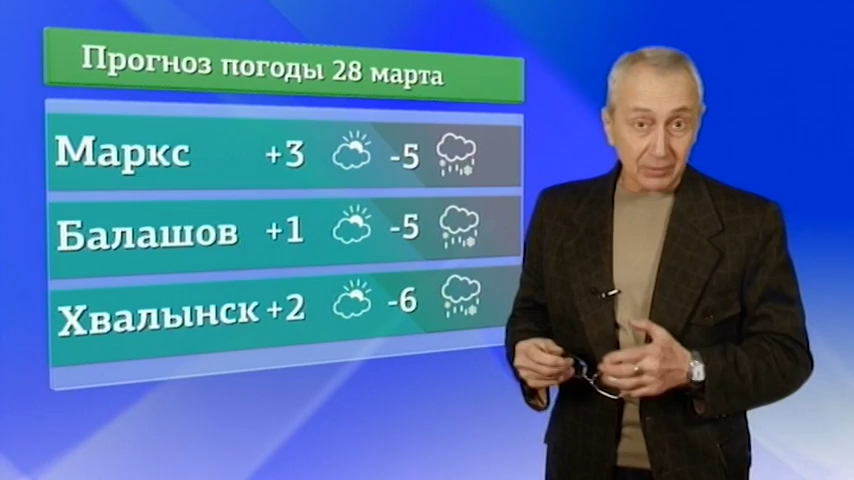 Прогноз погоды 28 марта
Маркс +3 -5
Балашов +1 -5
Хвалынск +2 -6